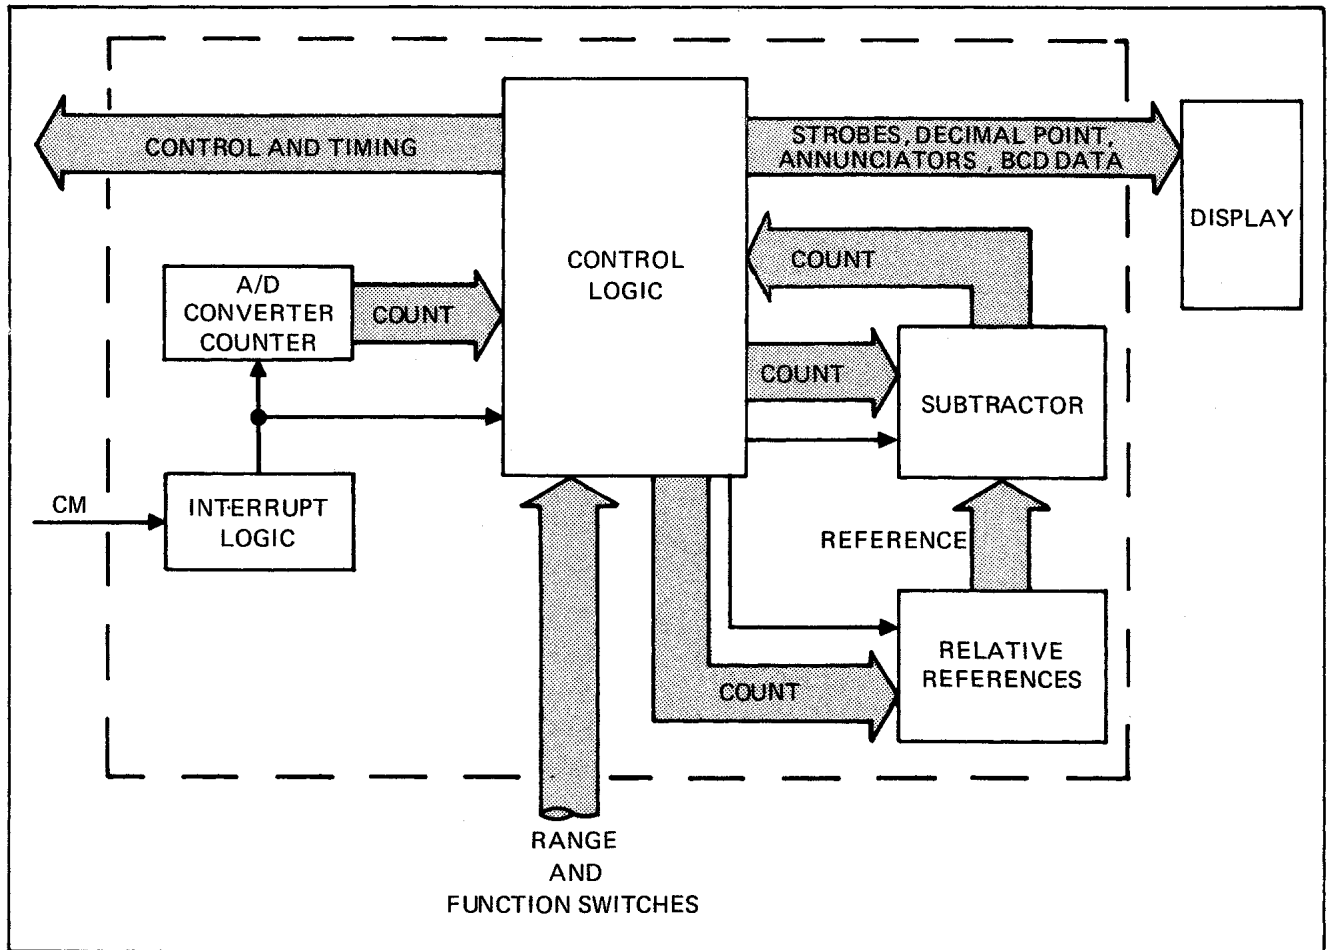 CONTROL AND TIMING
STROBES, DECIMAL POINT,
ANNUNCIATORS , BCD DATA
DISPLAY
CONTROL
LOGIC
COUNT
A/D
CONVERTER
COUNTER
COUNT
COUNT
SUBTRACTOR
CM
INTERRUPT
LOGIC
REFERENCE
RELATIVE
REFERENCES
COUNT
RANGE
AND
FUNCTION SWITCHES